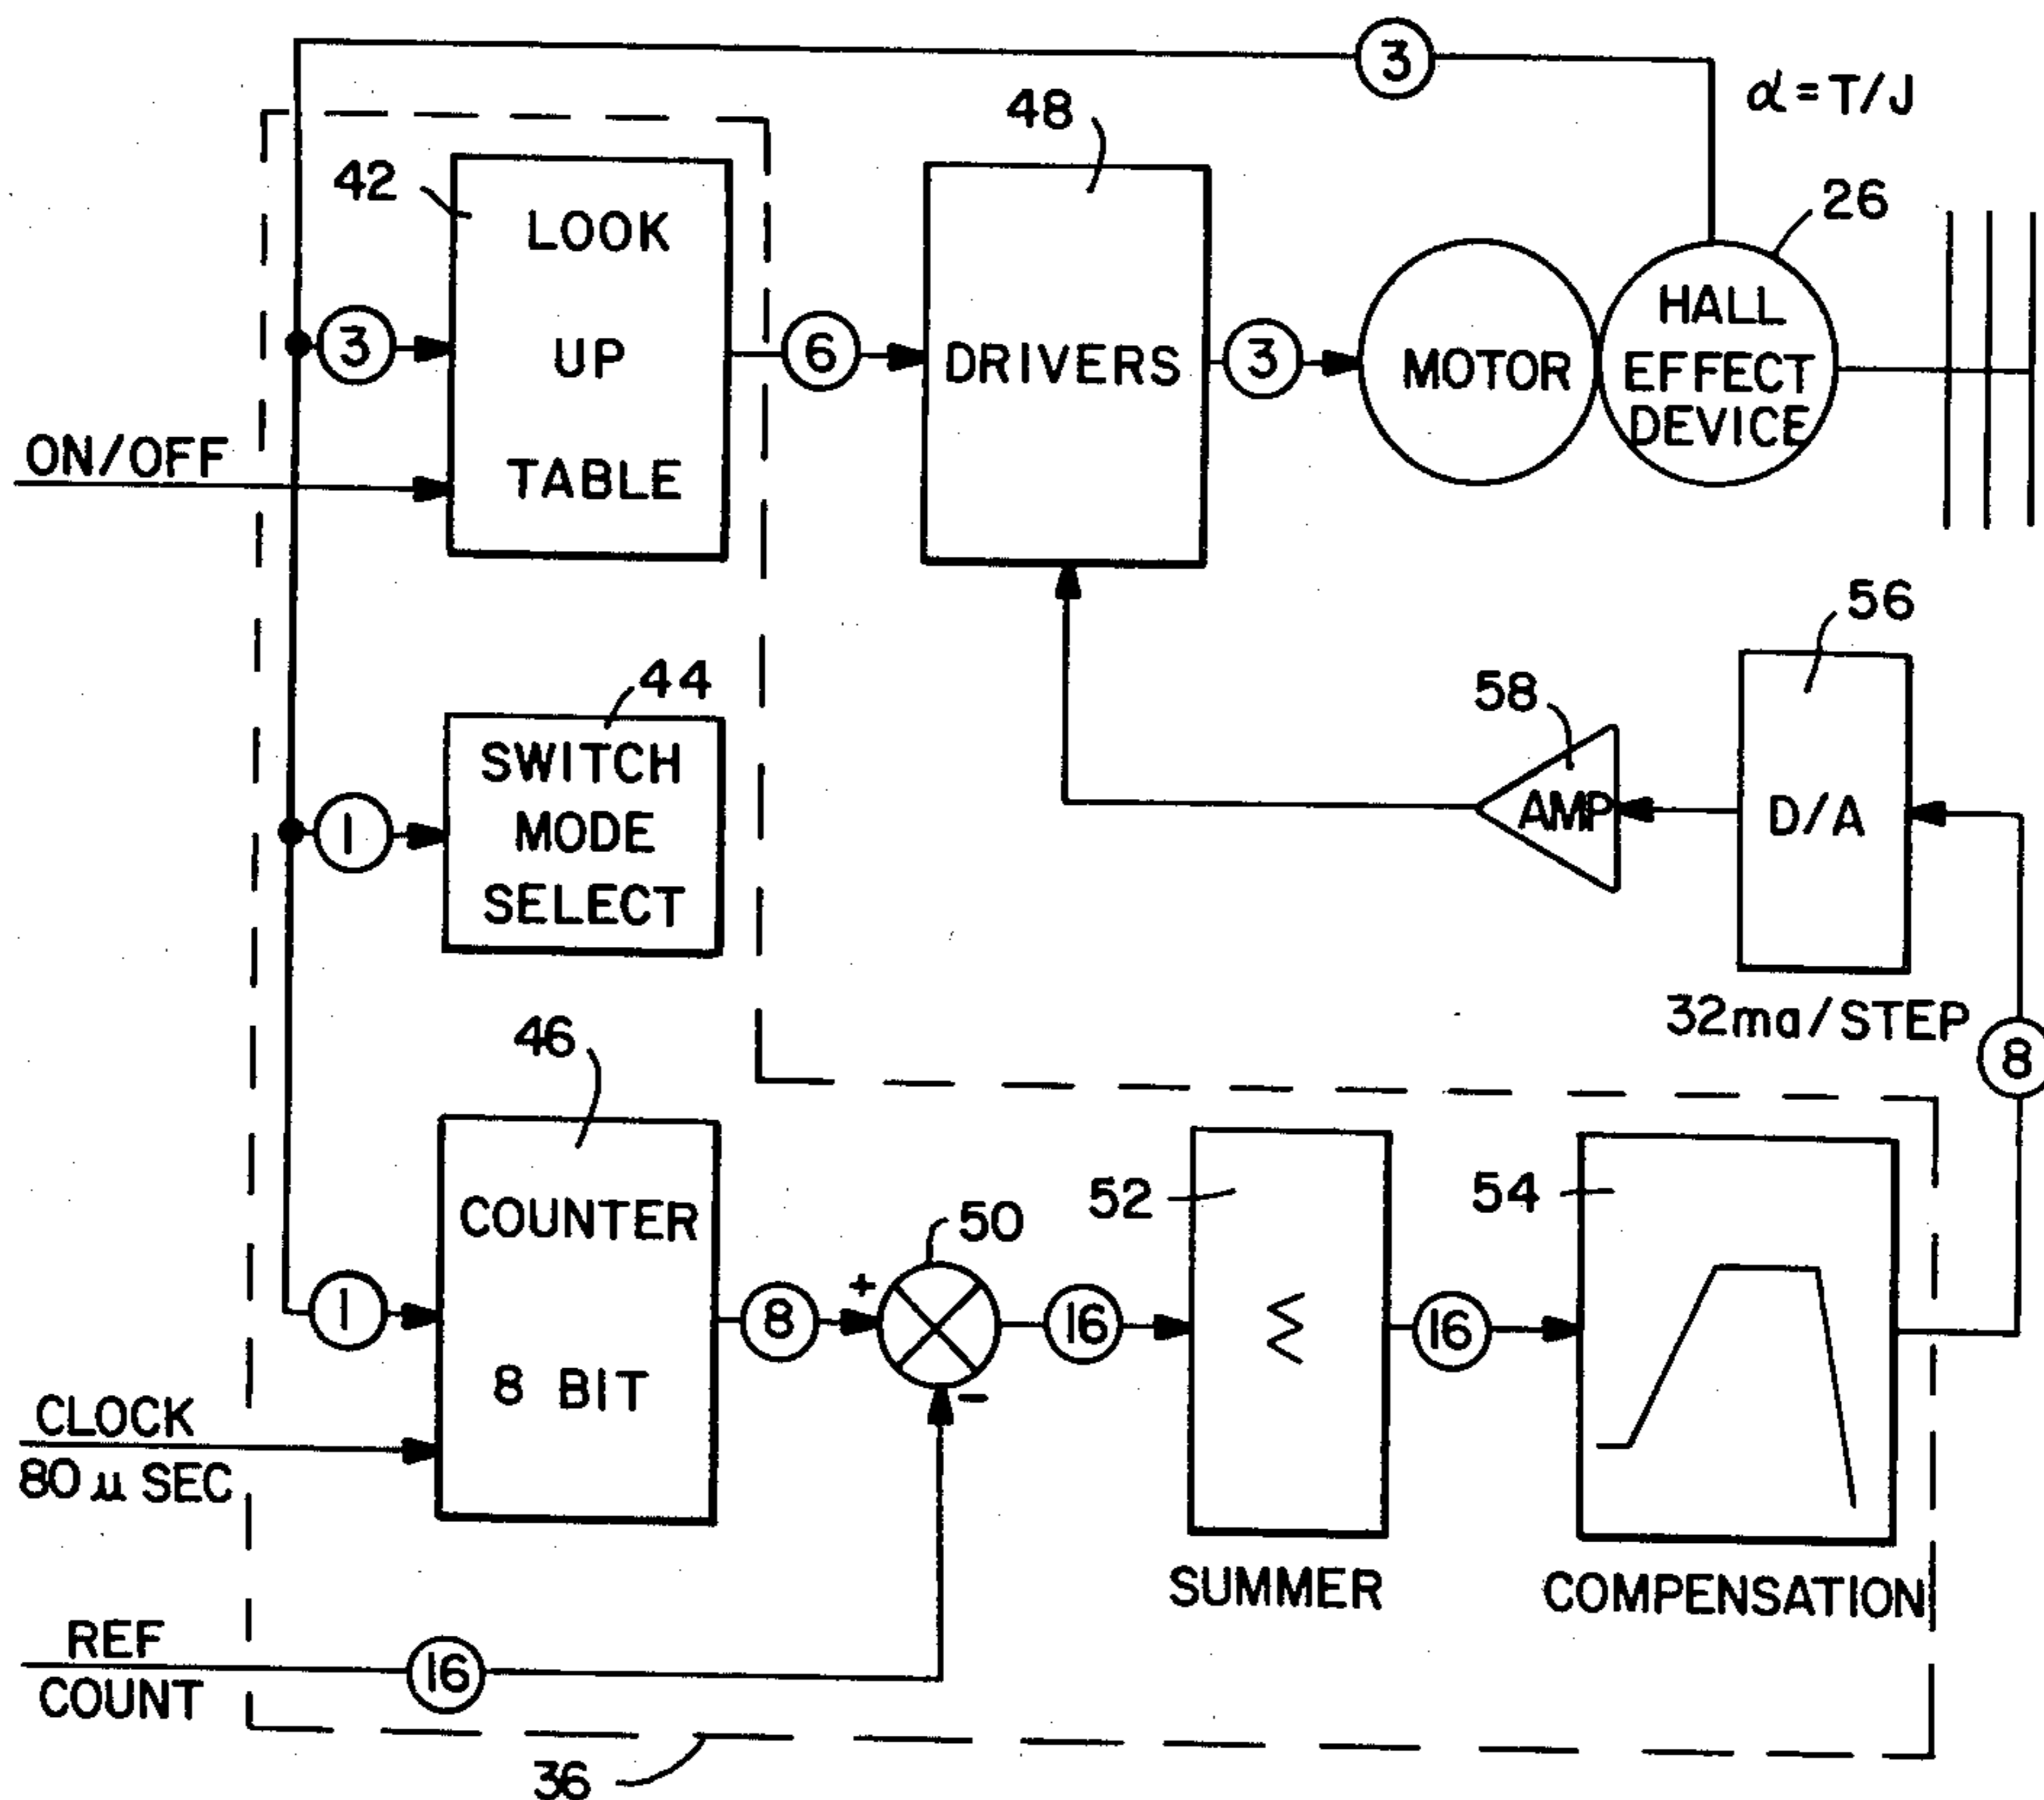 3
α=T/J
48
42
26
LOOK
UP
TABLE
3
6
DRIVERS
3
MOTOR
HALL
EFFECT
DEVICE
ON/OFF
56
44
58
SWITCH
MODE
SELECT
1
AMP
D/A
32ma/STEP
8
46
COUNTER
8 BIT
1
8
+
−
50
16
52
Σ
SUMMER
16
54
COMPENSATION
CLOCK
80 μ SEC
REF
COUNT
16
36